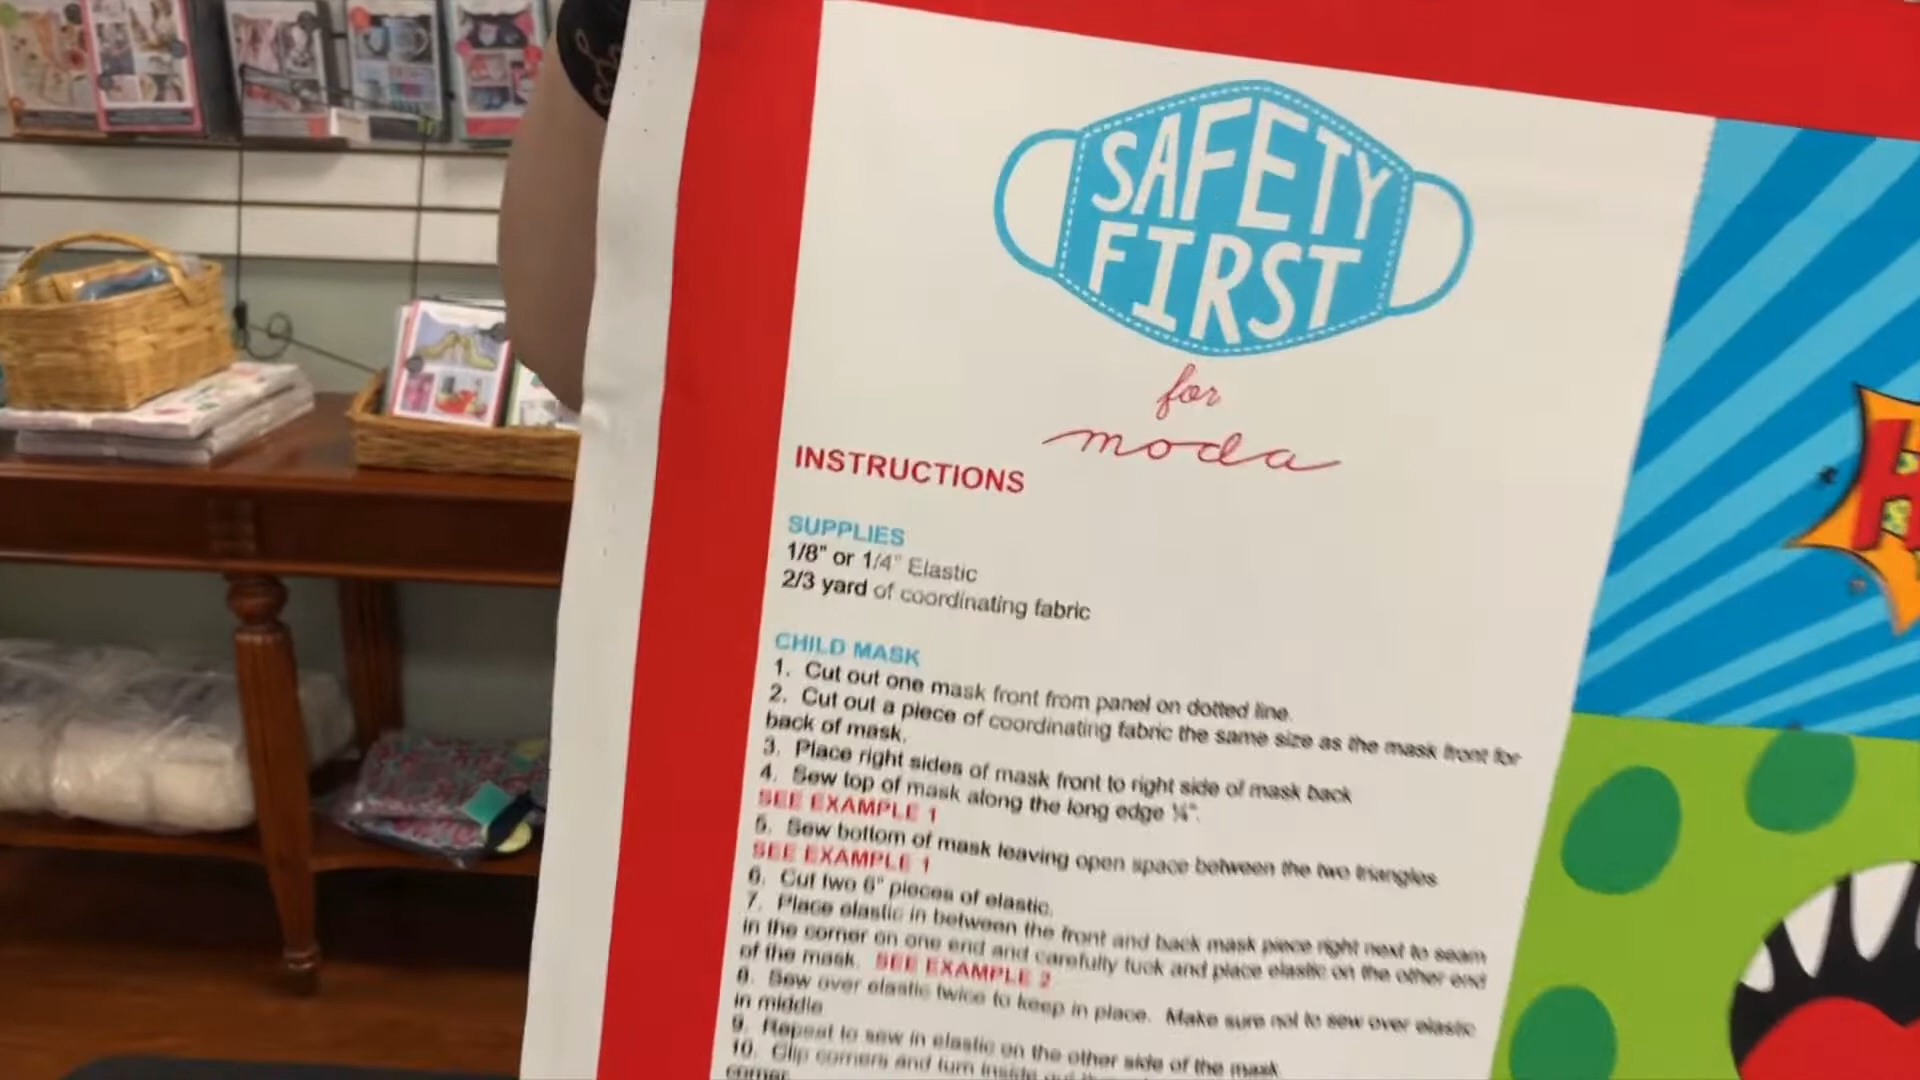 SAFETY
FIRST
for
moda
INSTRUCTIONS
SUPPLIES
1/8" or 1/4" Elastic
2/3 yard of coordinating fabric
CHILD MASK
1. Cut out one mask front from panel on dotted line.
2. Cut out a piece of coordinating fabric the same size as the mask front for
back of mask.
3. Place right sides of mask front to right side of mask back
4. Sew top of mask along the long edge ¼".
SEE EXAMPLE 1
5. Sew bottom of mask leaving open space between the two triangles
SEE EXAMPLE 1
6. Cut two 6" pieces of elastic.
7. Place elastic in between the front and back mask piece right next to seam
in the corner on one end and carefully tuck and place elastic on the other end
of the mask. SEE EXAMPLE 2
8. Sew over elastic twice to keep in place. Make sure not to sew over elastic
in middle
9. Repeat to sew in elastic on the other side of the mask
10. Clip corners and turn inside out
corner.